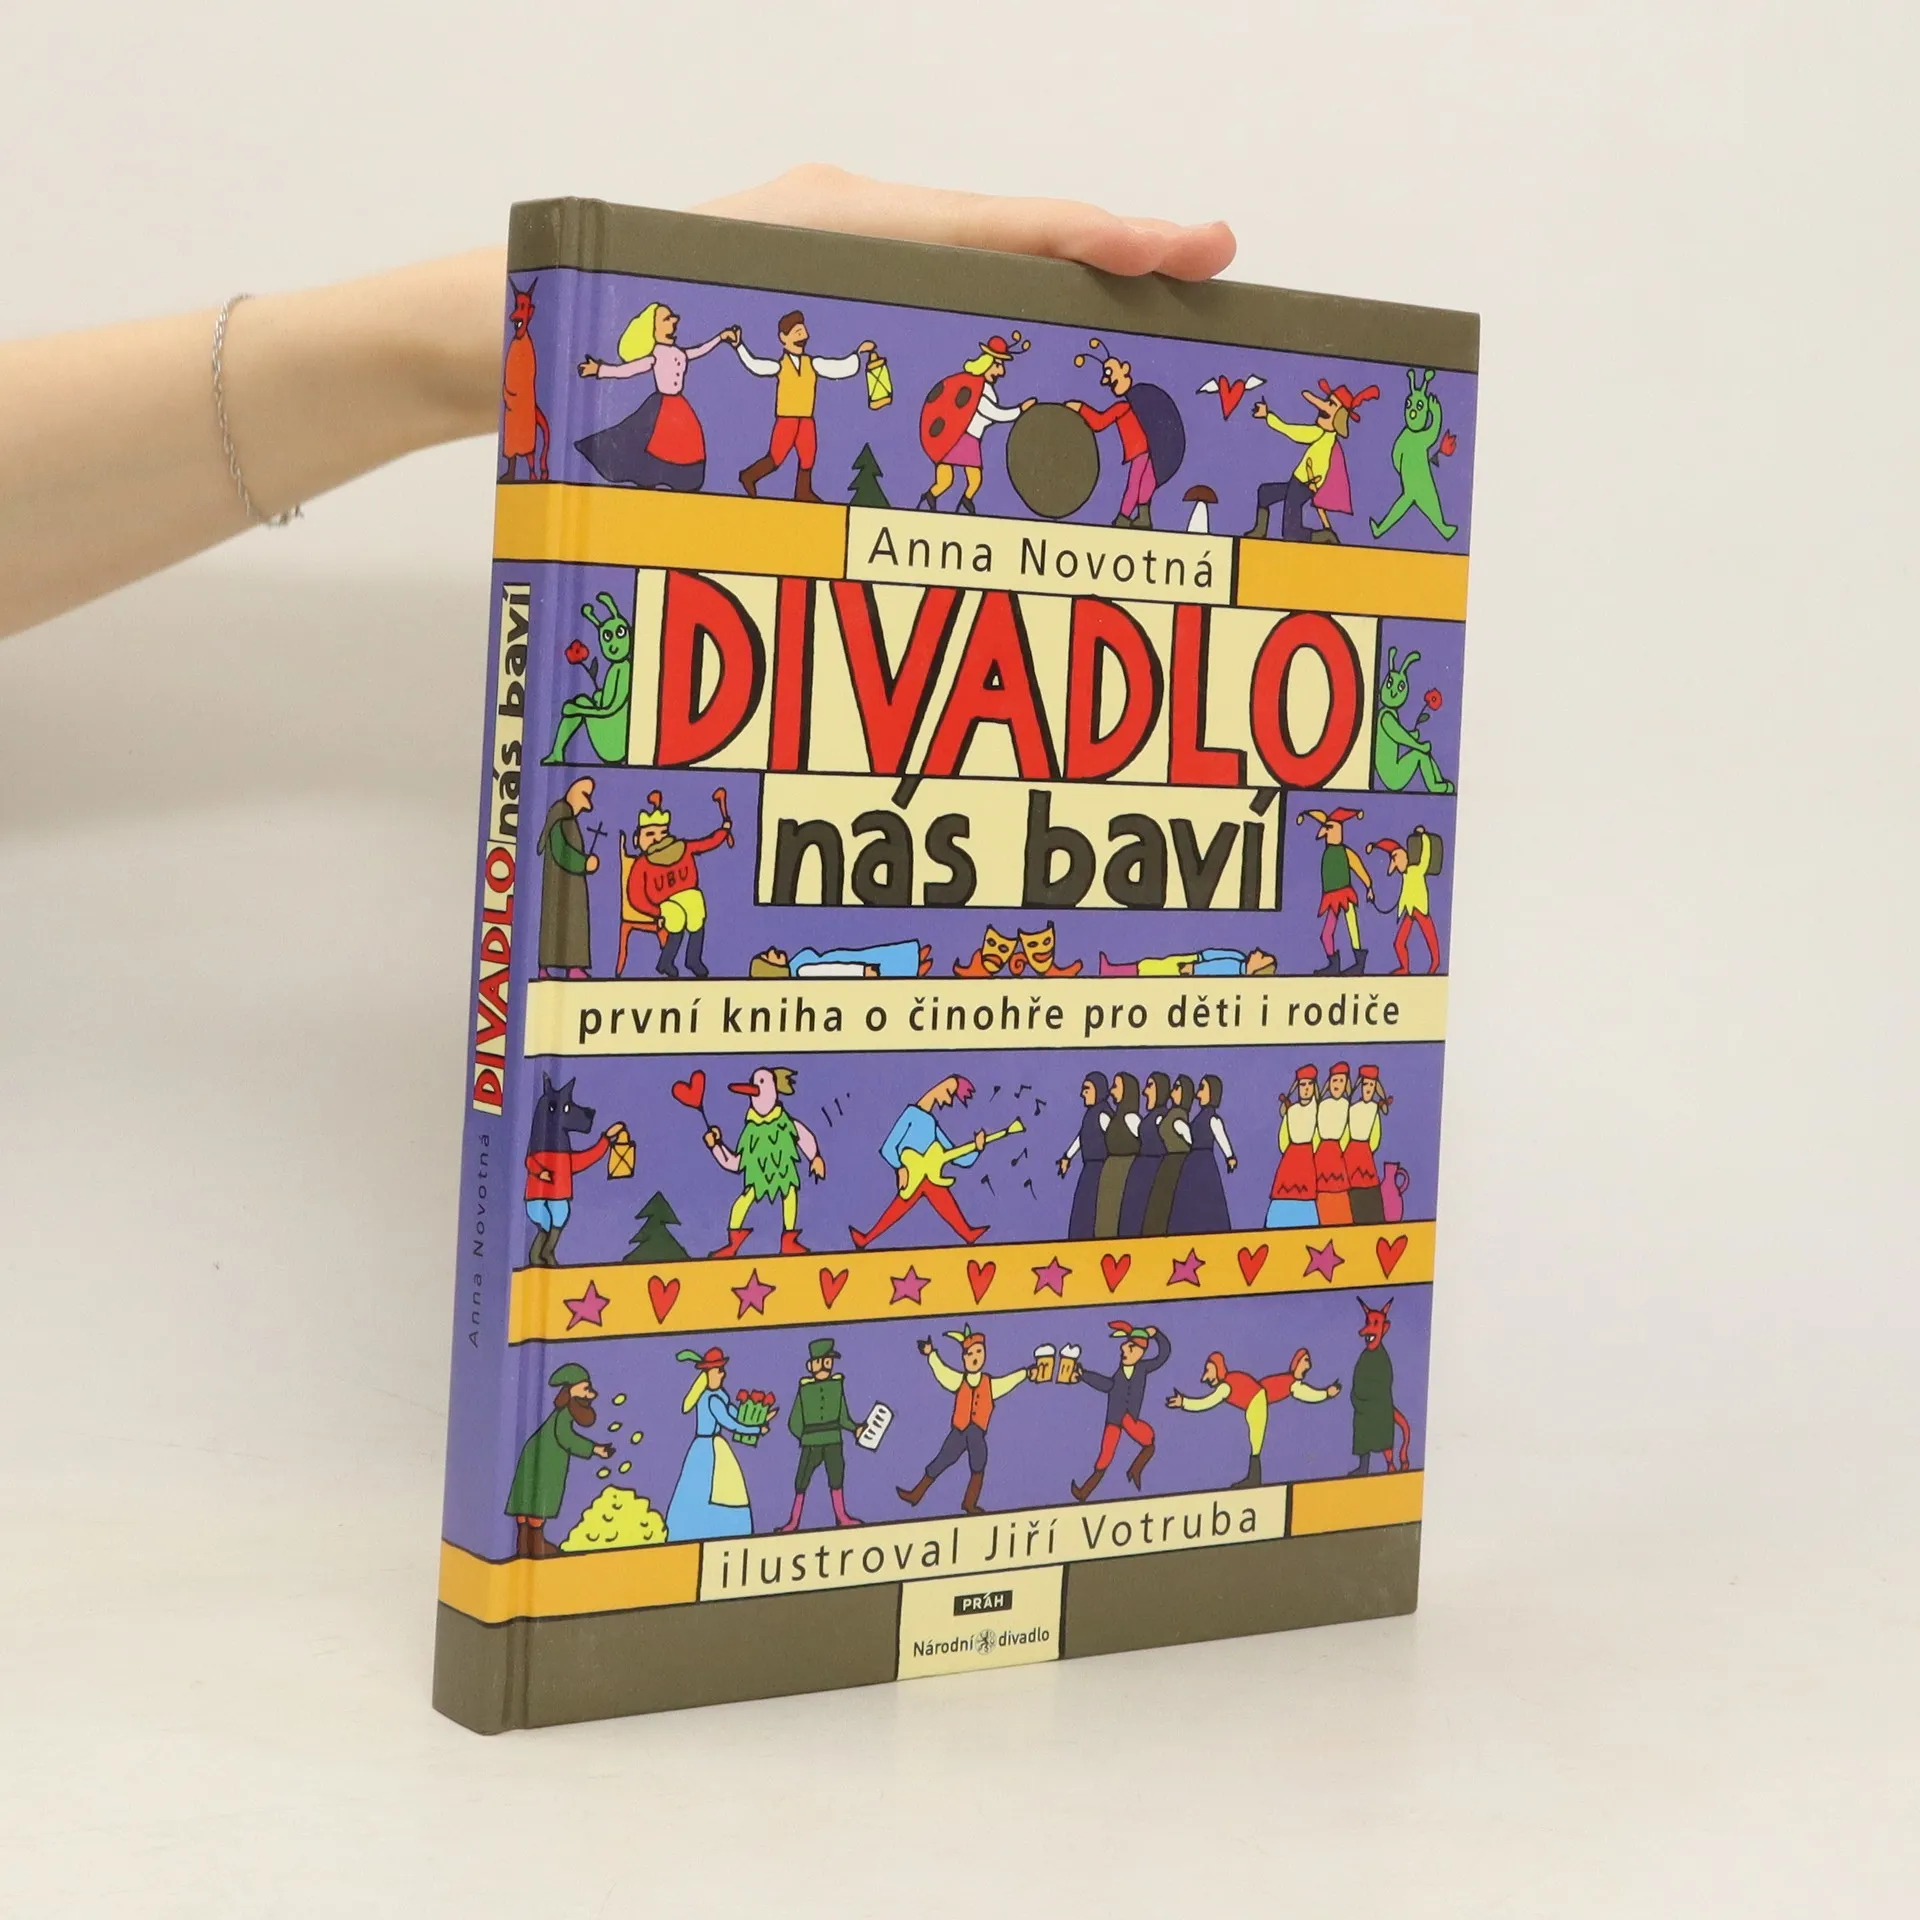 Anna Novotná
DIVADLO
nás baví
UBU
první kniha o činohře pro děti i rodiče
ilustroval Jiří Votruba
PRÁH
Národní divadlo
Anna Novotná DIVADLO nás baví